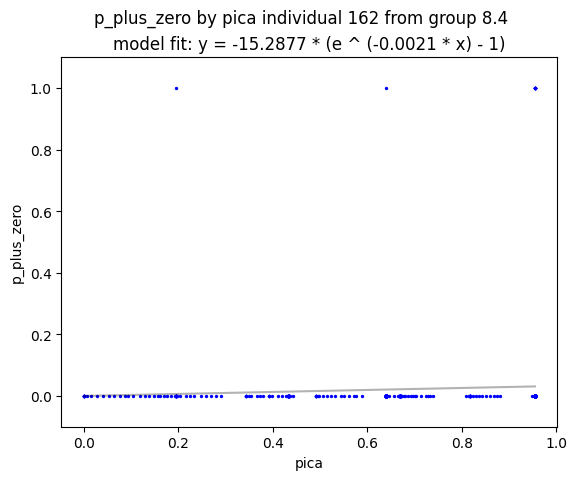 p_plus_zero by pica individual 162 from group 8.4
model fit: y = -15.2877 * (e ^ (-0.0021 * x) - 1)
1.0
0.8
0.6
0.4
0.2
0.0
p_plus_zero
0.0 0.2 0.4 0.6 0.8 1.0
pica